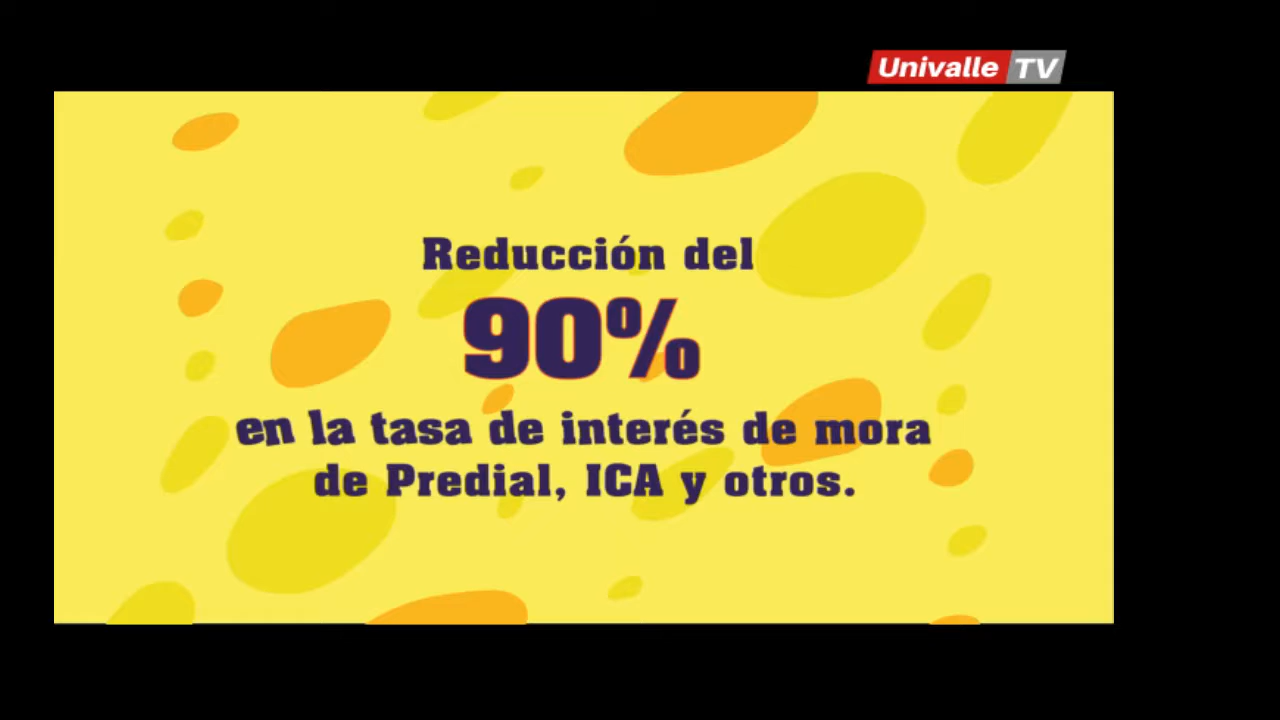 Univalle TV
Reducción del
90%
en la tasa de interés de mora
de Predial, ICA y otros.